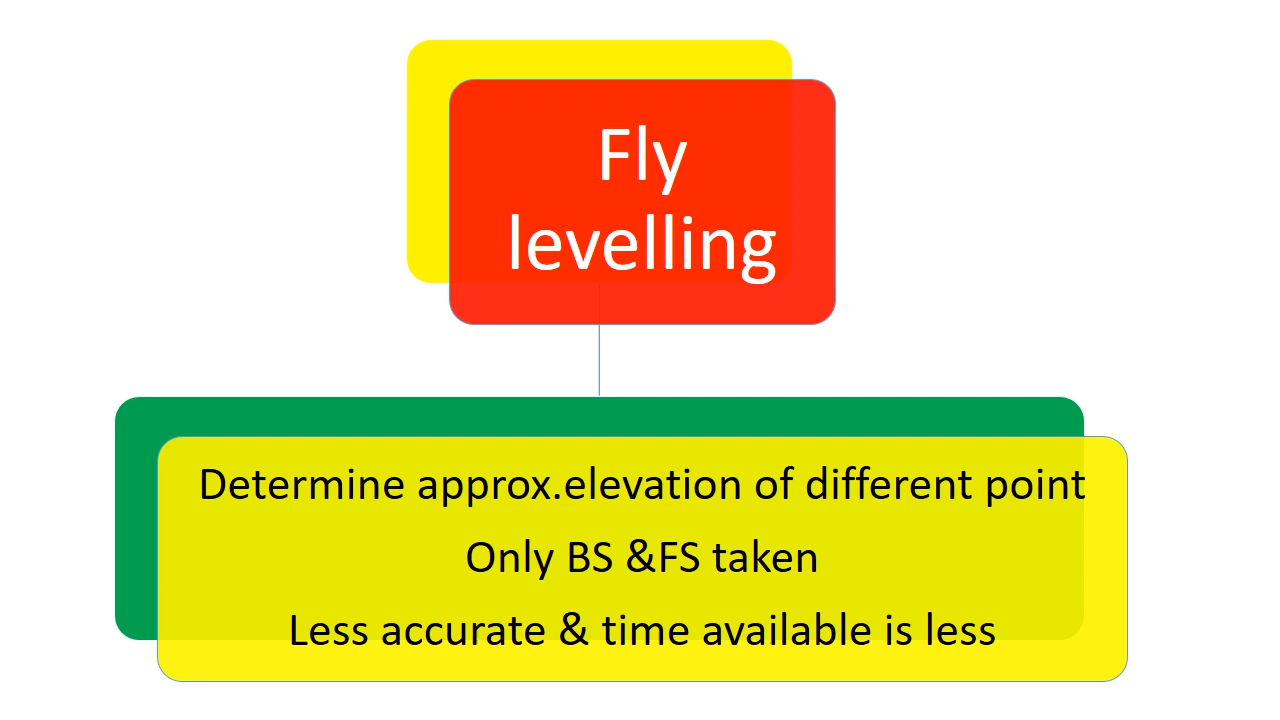 Fly
levelling
Determine approx.elevation of different point
Only BS &FS taken
Less accurate & time available is less